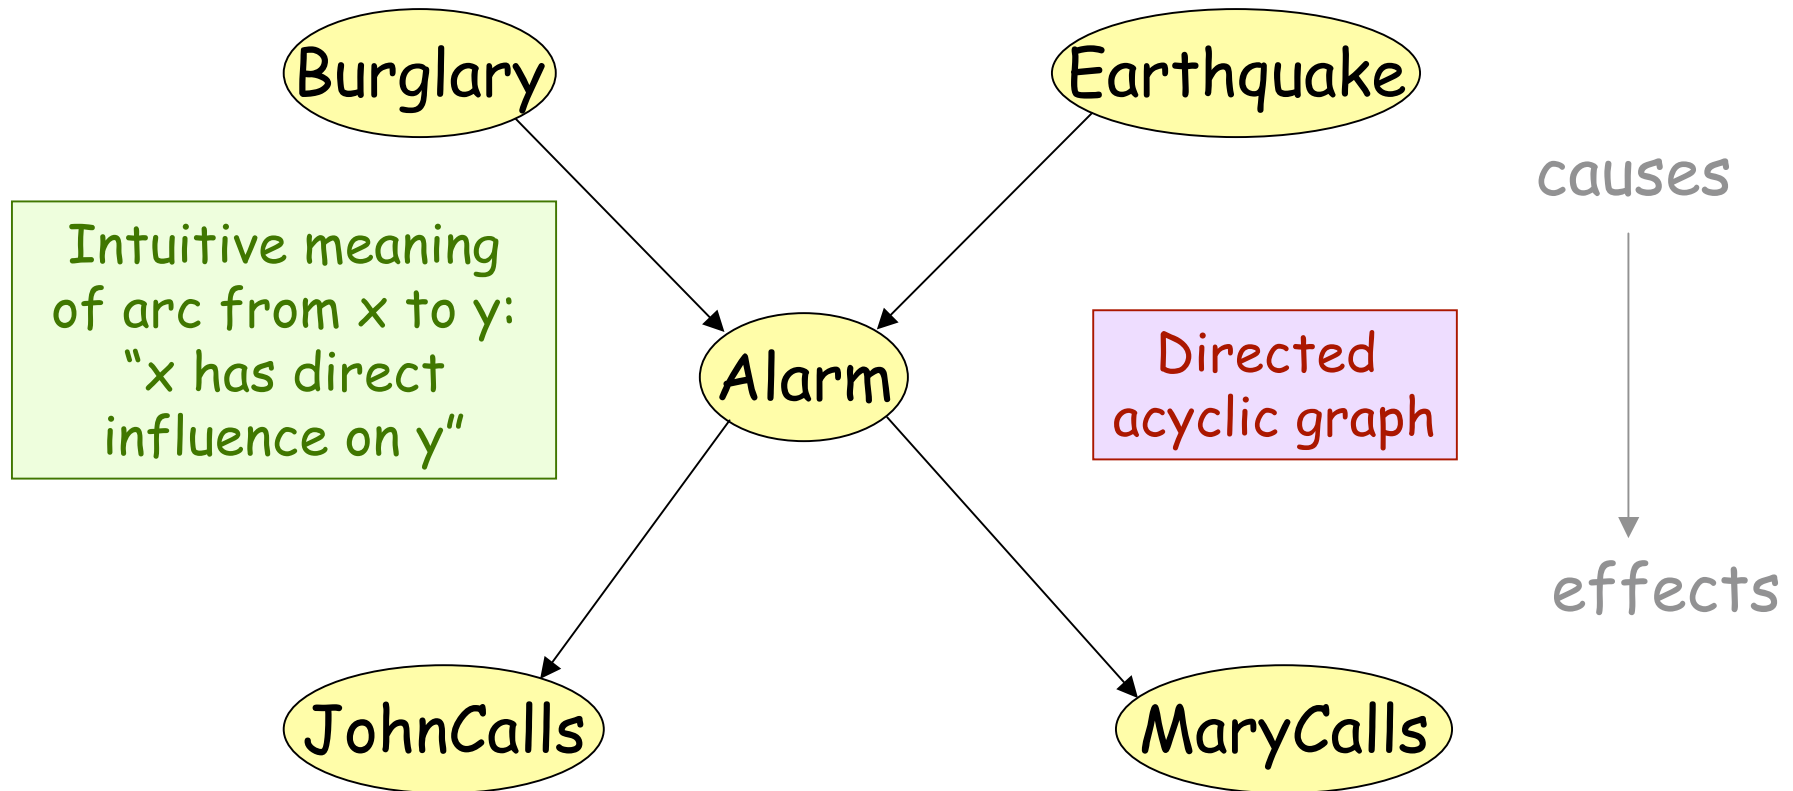 Burglary
Earthquake
causes
Intuitive meaning
of arc from x to y:
“x has direct
influence on y”
Alarm
Directed
acyclic graph
effects
JohnCalls
MaryCalls